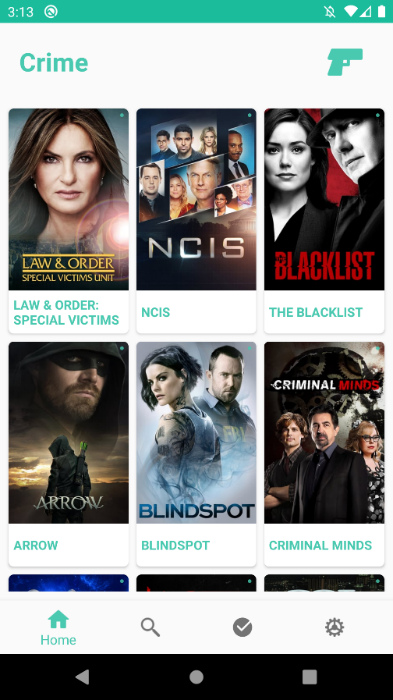 3:13
Crime
LAW & ORDER
SPECIAL VICTIMS UNIT
NCIS
THE
BLACKLIST
LAW & ORDER:
SPECIAL VICTIMS
NCIS
THE BLACKLIST
ARROW
BLINDSPOT
CRIMINAL MINDS
ARROW
BLINDSPOT
CRIMINAL MINDS
Home